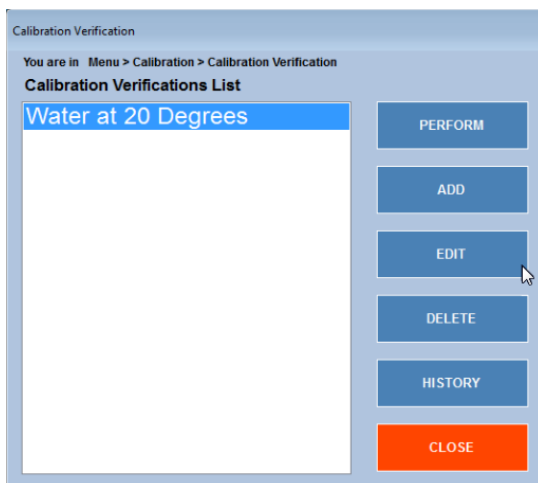 Calibration Verification
You are in Menu > Calibration > Calibration Verification
Calibration Verifications List
Water at 20 Degrees
PERFORM
ADD
EDIT
DELETE
HISTORY
CLOSE